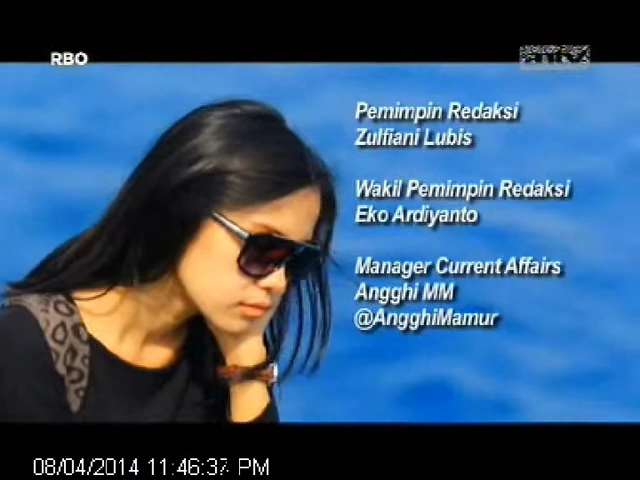 RBO
Pemimpin Redaksi
Zulfiani Lubis
Wakil Pemimpin Redaksi
Eko Ardiyanto
Manager Current Affairs
Angghi MM
@AngghiMamur
08/04/2014 11:46:37 PM